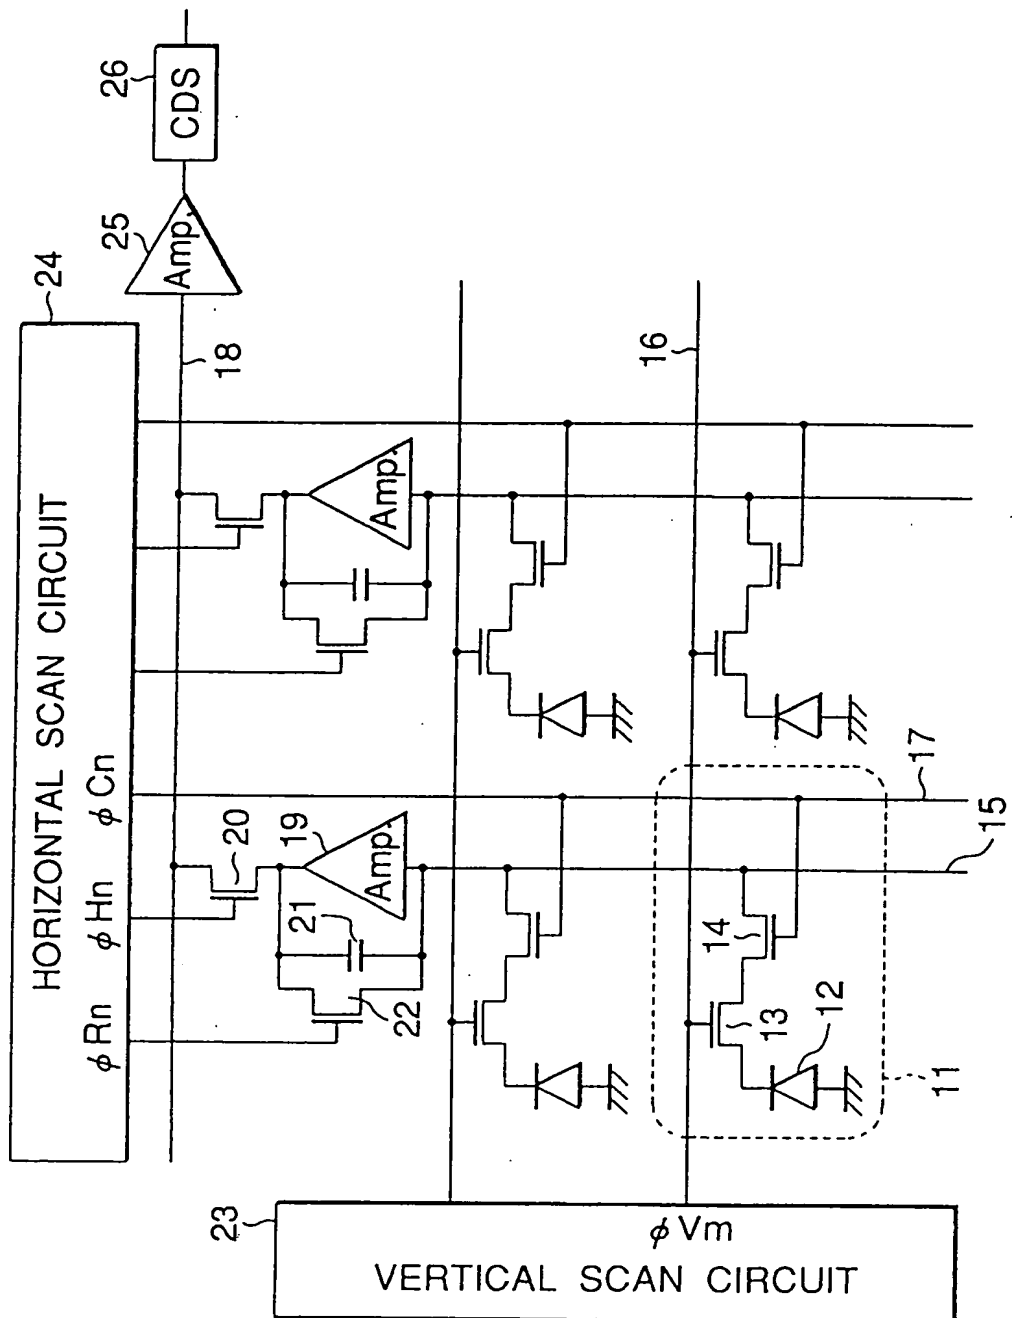 26
CDS
25
Amp.
24
18
16
HORIZONTAL SCAN CIRCUIT
Amp.
φRn
φHn
φCn
20
19
Amp.
21
22
17
15
14
13
12
11
23
φVm
VERTICAL SCAN CIRCUIT